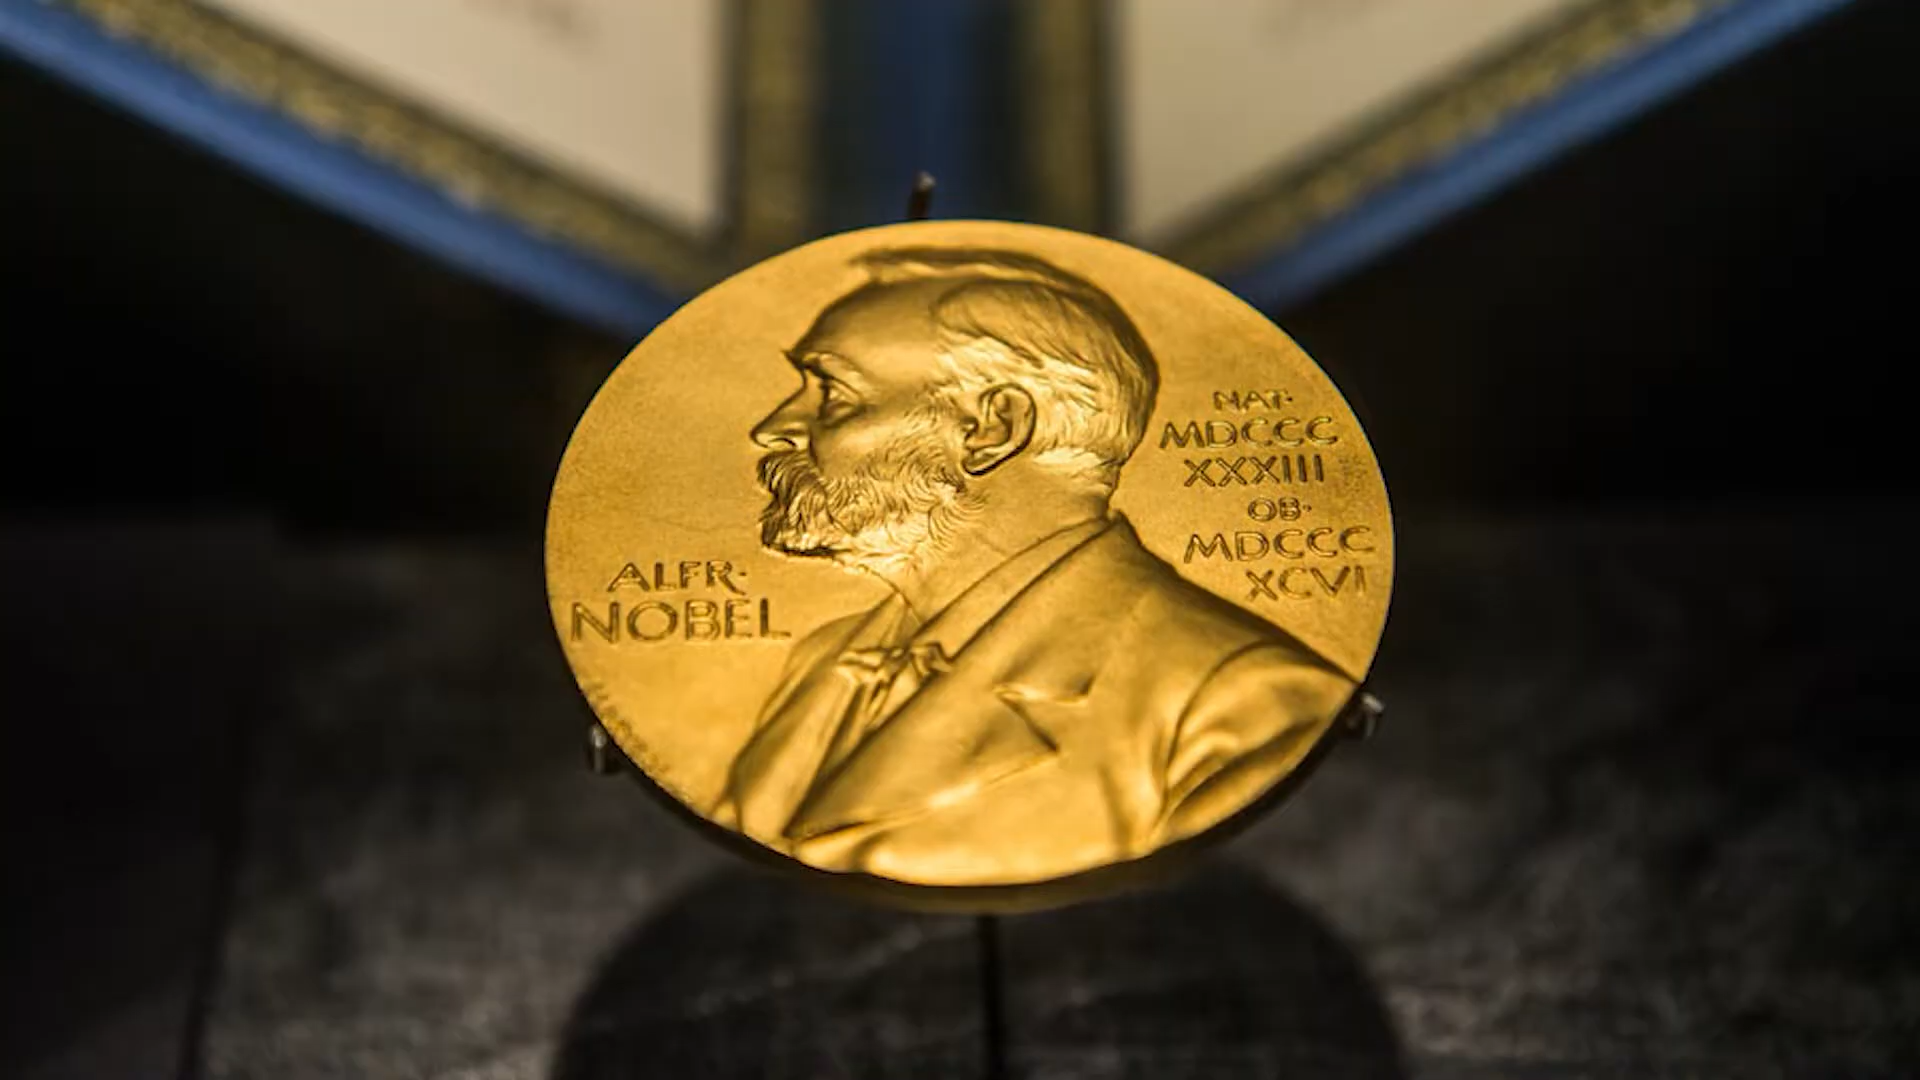 ALFR·
NOBEL
NAT·
MDCCC
XXXIII
OB·
MDCCC
XCVI